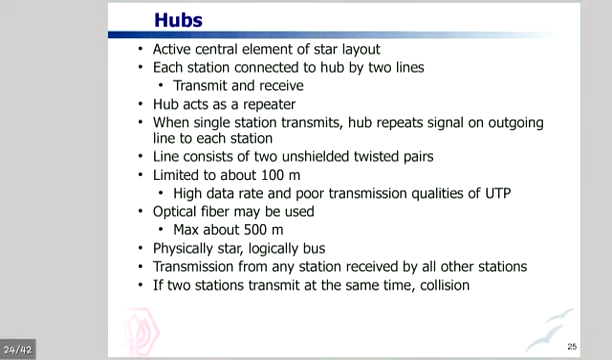 Hubs
• Active central element of star layout
• Each station connected to hub by two lines
• Transmit and receive
• Hub acts as a repeater
• When single station transmits, hub repeats signal on outgoing
line to each station
• Line consists of two unshielded twisted pairs
• Limited to about 100 m
• High data rate and poor transmission qualities of UTP
• Optical fiber may be used
• Max about 500 m
• Physically star, logically bus
• Transmission from any station received by all other stations
• If two stations transmit at the same time, collision
25
24/42